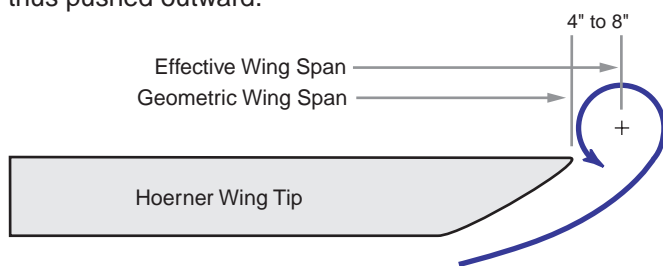 thus pushed outward.
4" to 8"
Effective Wing Span
Geometric Wing Span
Hoerner Wing Tip